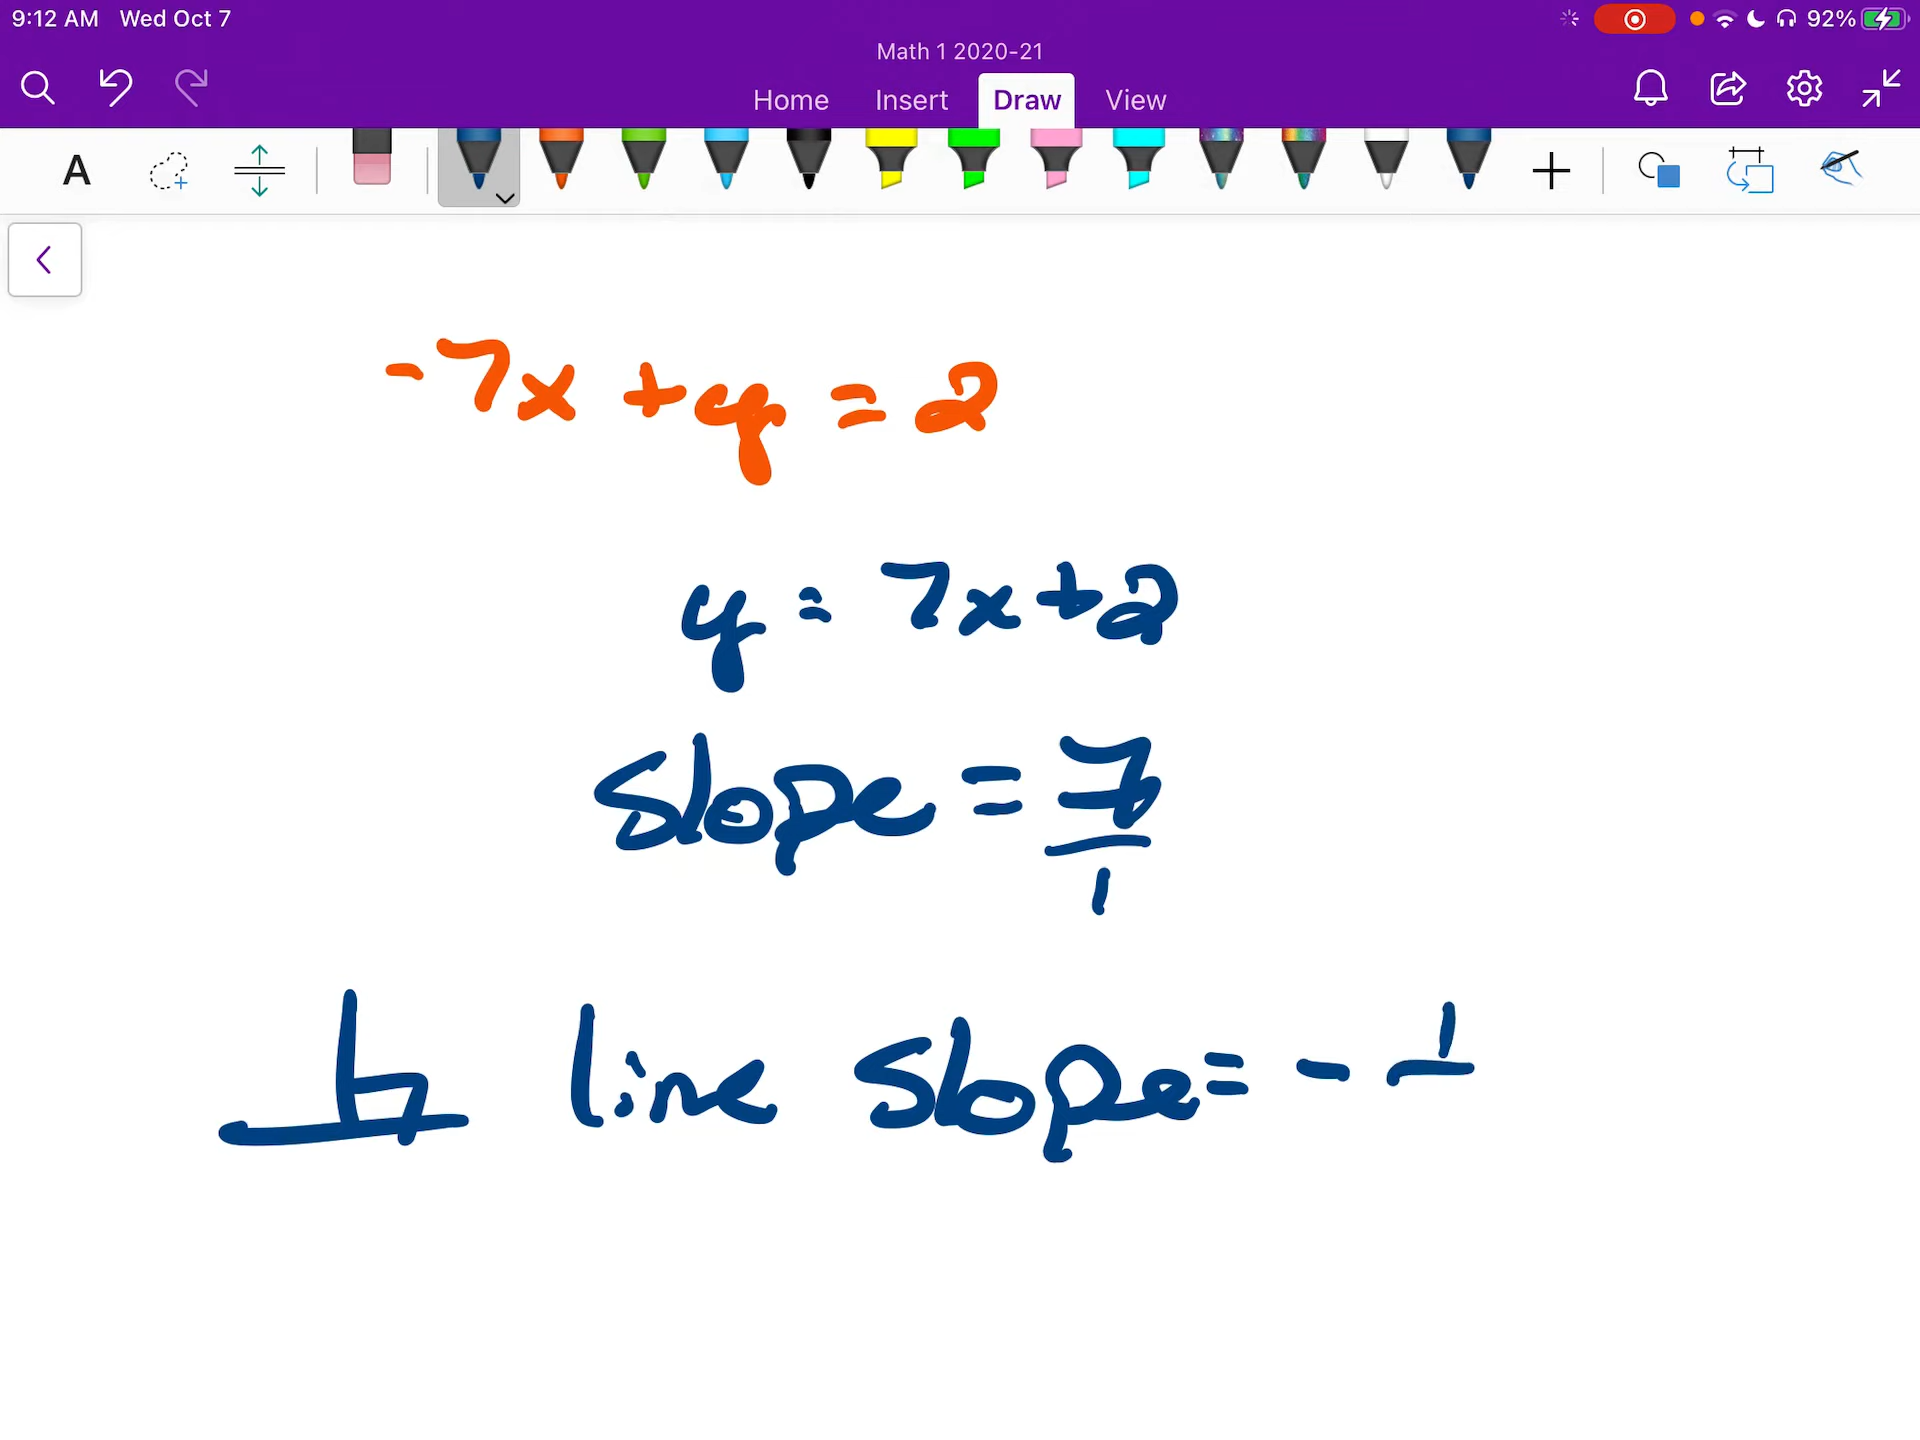 9:12 AM Wed Oct 7
92%
Math 1 2020-21
Home Insert Draw View
A
-7x + y = 2
y = 7x + 2
slope = 7/1
⊥ line slope = - 1/